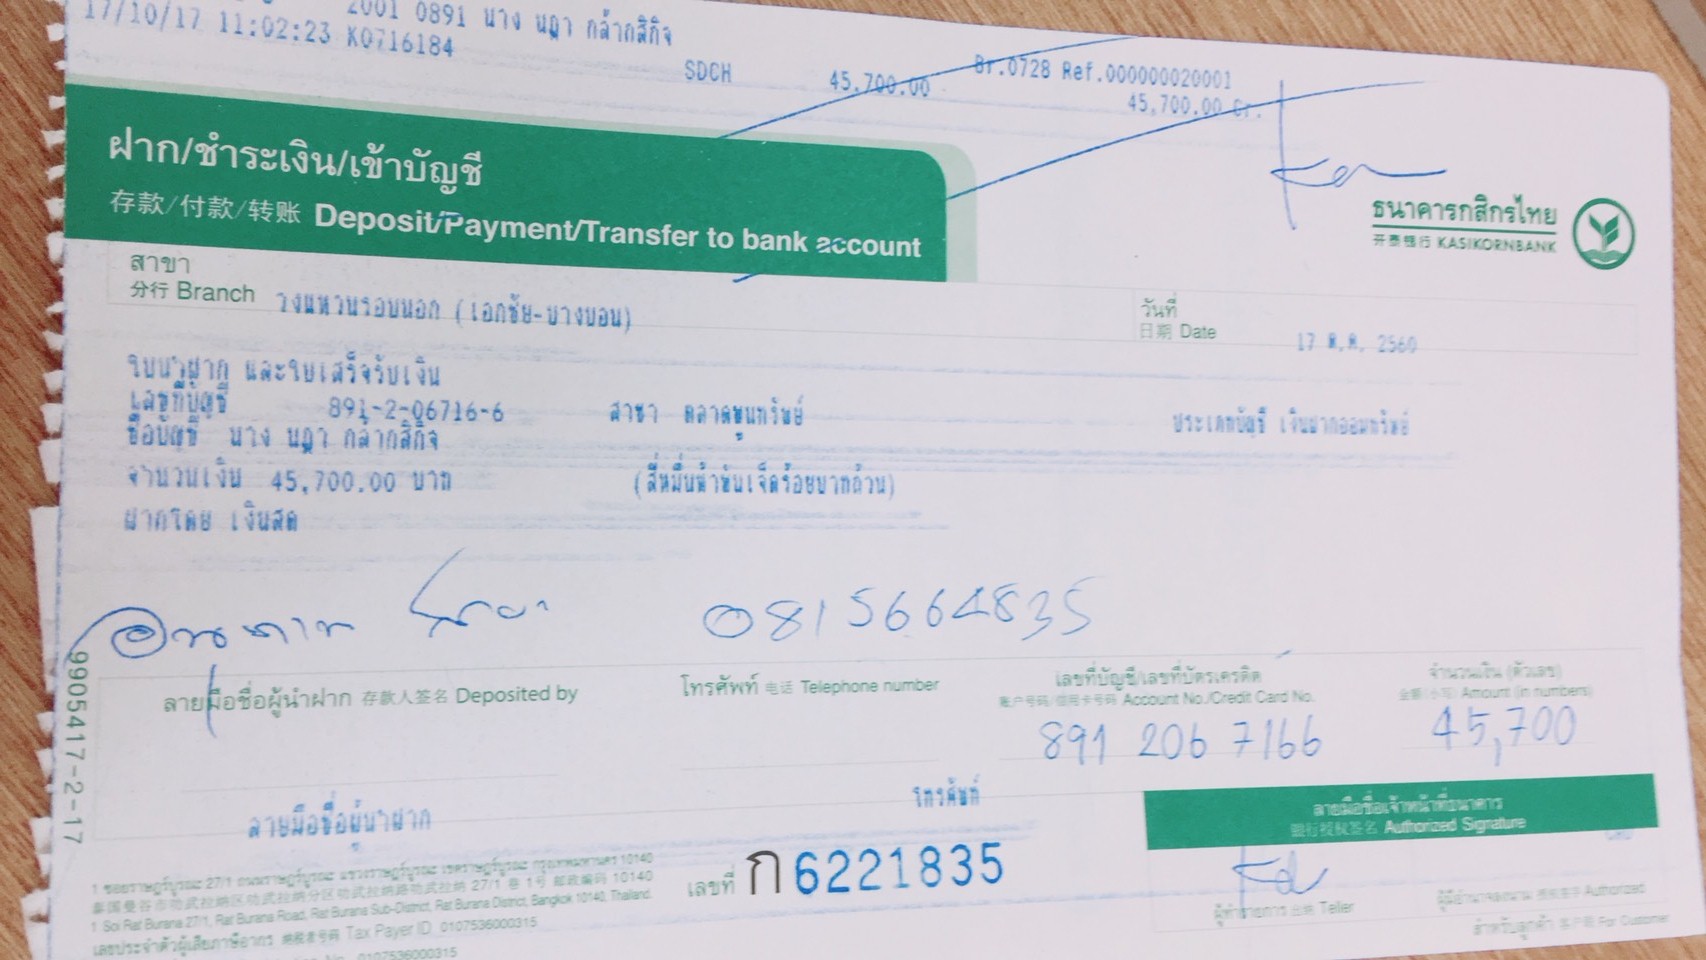 2001 0891 นาง นฎา กล้ากสิกิจ
17/10/17 11:02:23 K0716184 SDCH 45,700.00 Br.0728 Ref.000000020001
45,700.00 Cr.
ฝาก/ชำระเงิน/เข้าบัญชี
存款/付款/转账 Deposit/Payment/Transfer to bank account
ธนาคารกสิกรไทย
开泰银行 KASIKORNBANK
สาขา
分行 Branch วงแหวนรอบนอก (เอกชัย-บางบอน)
วันที่
日期 Date 17 ต.ค. 2560
ใบนำฝาก และใบเสร็จรับเงิน
เลขที่บัญชี 891-2-06716-6 สาขา ตลาดขุนทรัพย์ ประเภทบัญชี เงินฝากออมทรัพย์
ชื่อบัญชี นาง นฎา กล้ากสิกิจ
จำนวนเงิน 45,700.00 บาท (สี่หมื่นห้าพันเจ็ดร้อยบาทถ้วน)
ฝากโดย เงินสด
0815664835
ลายมือชื่อผู้นำฝาก 存款人签名 Deposited by
โทรศัพท์ 电话 Telephone number
เลขที่บัญชี/เลขที่บัตรเครดิต
账户号码/信用卡号码 Account No./Credit Card No.
891 206 7166
จำนวนเงิน (ตัวเลข)
金额 (小写) Amount (in numbers)
45,700
9905417-2-17
ลายมือชื่อผู้นำฝาก
โทรศัพท์
ลายมือชื่อเจ้าหน้าที่ธนาคาร
银行授权签名 Authorized Signature
1 ซอยราษฎร์บูรณะ 27/1 ถนนราษฎร์บูรณะ แขวงราษฎร์บูรณะ เขตราษฎร์บูรณะ กรุงเทพมหานคร 10140
泰国曼谷市功武拉纳区功武拉纳分区功武拉纳路功武拉纳 27/1 巷 1号 邮政编码 10140
1 Soi Rat Burana 27/1, Rat Burana Road, Rat Burana Sub-District, Rat Burana District, Bangkok 10140, Thailand.
เลขประจำตัวผู้เสียภาษีอากร 纳税者号码 Tax Payer ID 0107536000315
0107536000315
เลขที่ ก 6221835
ผู้ทำรายการ 出纳 Teller
ผู้มีอำนาจลงนาม Authorized
สำหรับลูกค้า 客户联 For Customer